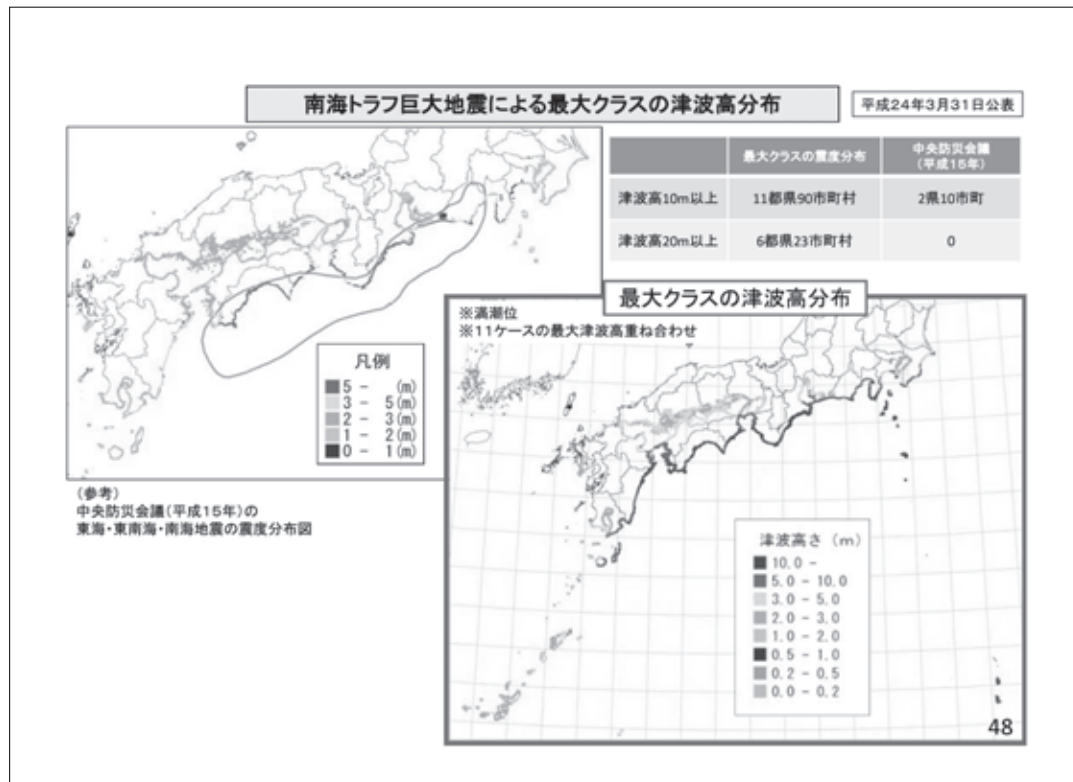 南海トラフ巨大地震による最大クラスの津波高分布
平成24年3月31日公表
最大クラスの震度分布
中央防災会議
(平成15年)
津波高10m以上 11都県90市町村 2県10市町
津波高20m以上 6都県23市町村 0
凡例
5 - (m)
3 - 5(m)
2 - 3(m)
1 - 2(m)
0 - 1(m)
(参考)
中央防災会議(平成15年)の
東海・東南海・南海地震の震度分布図
最大クラスの津波高分布
※満潮位
※11ケースの最大津波高重ね合わせ
津波高さ (m)
10.0 -
5.0 - 10.0
3.0 - 5.0
2.0 - 3.0
1.0 - 2.0
0.5 - 1.0
0.2 - 0.5
0.0 - 0.2
48